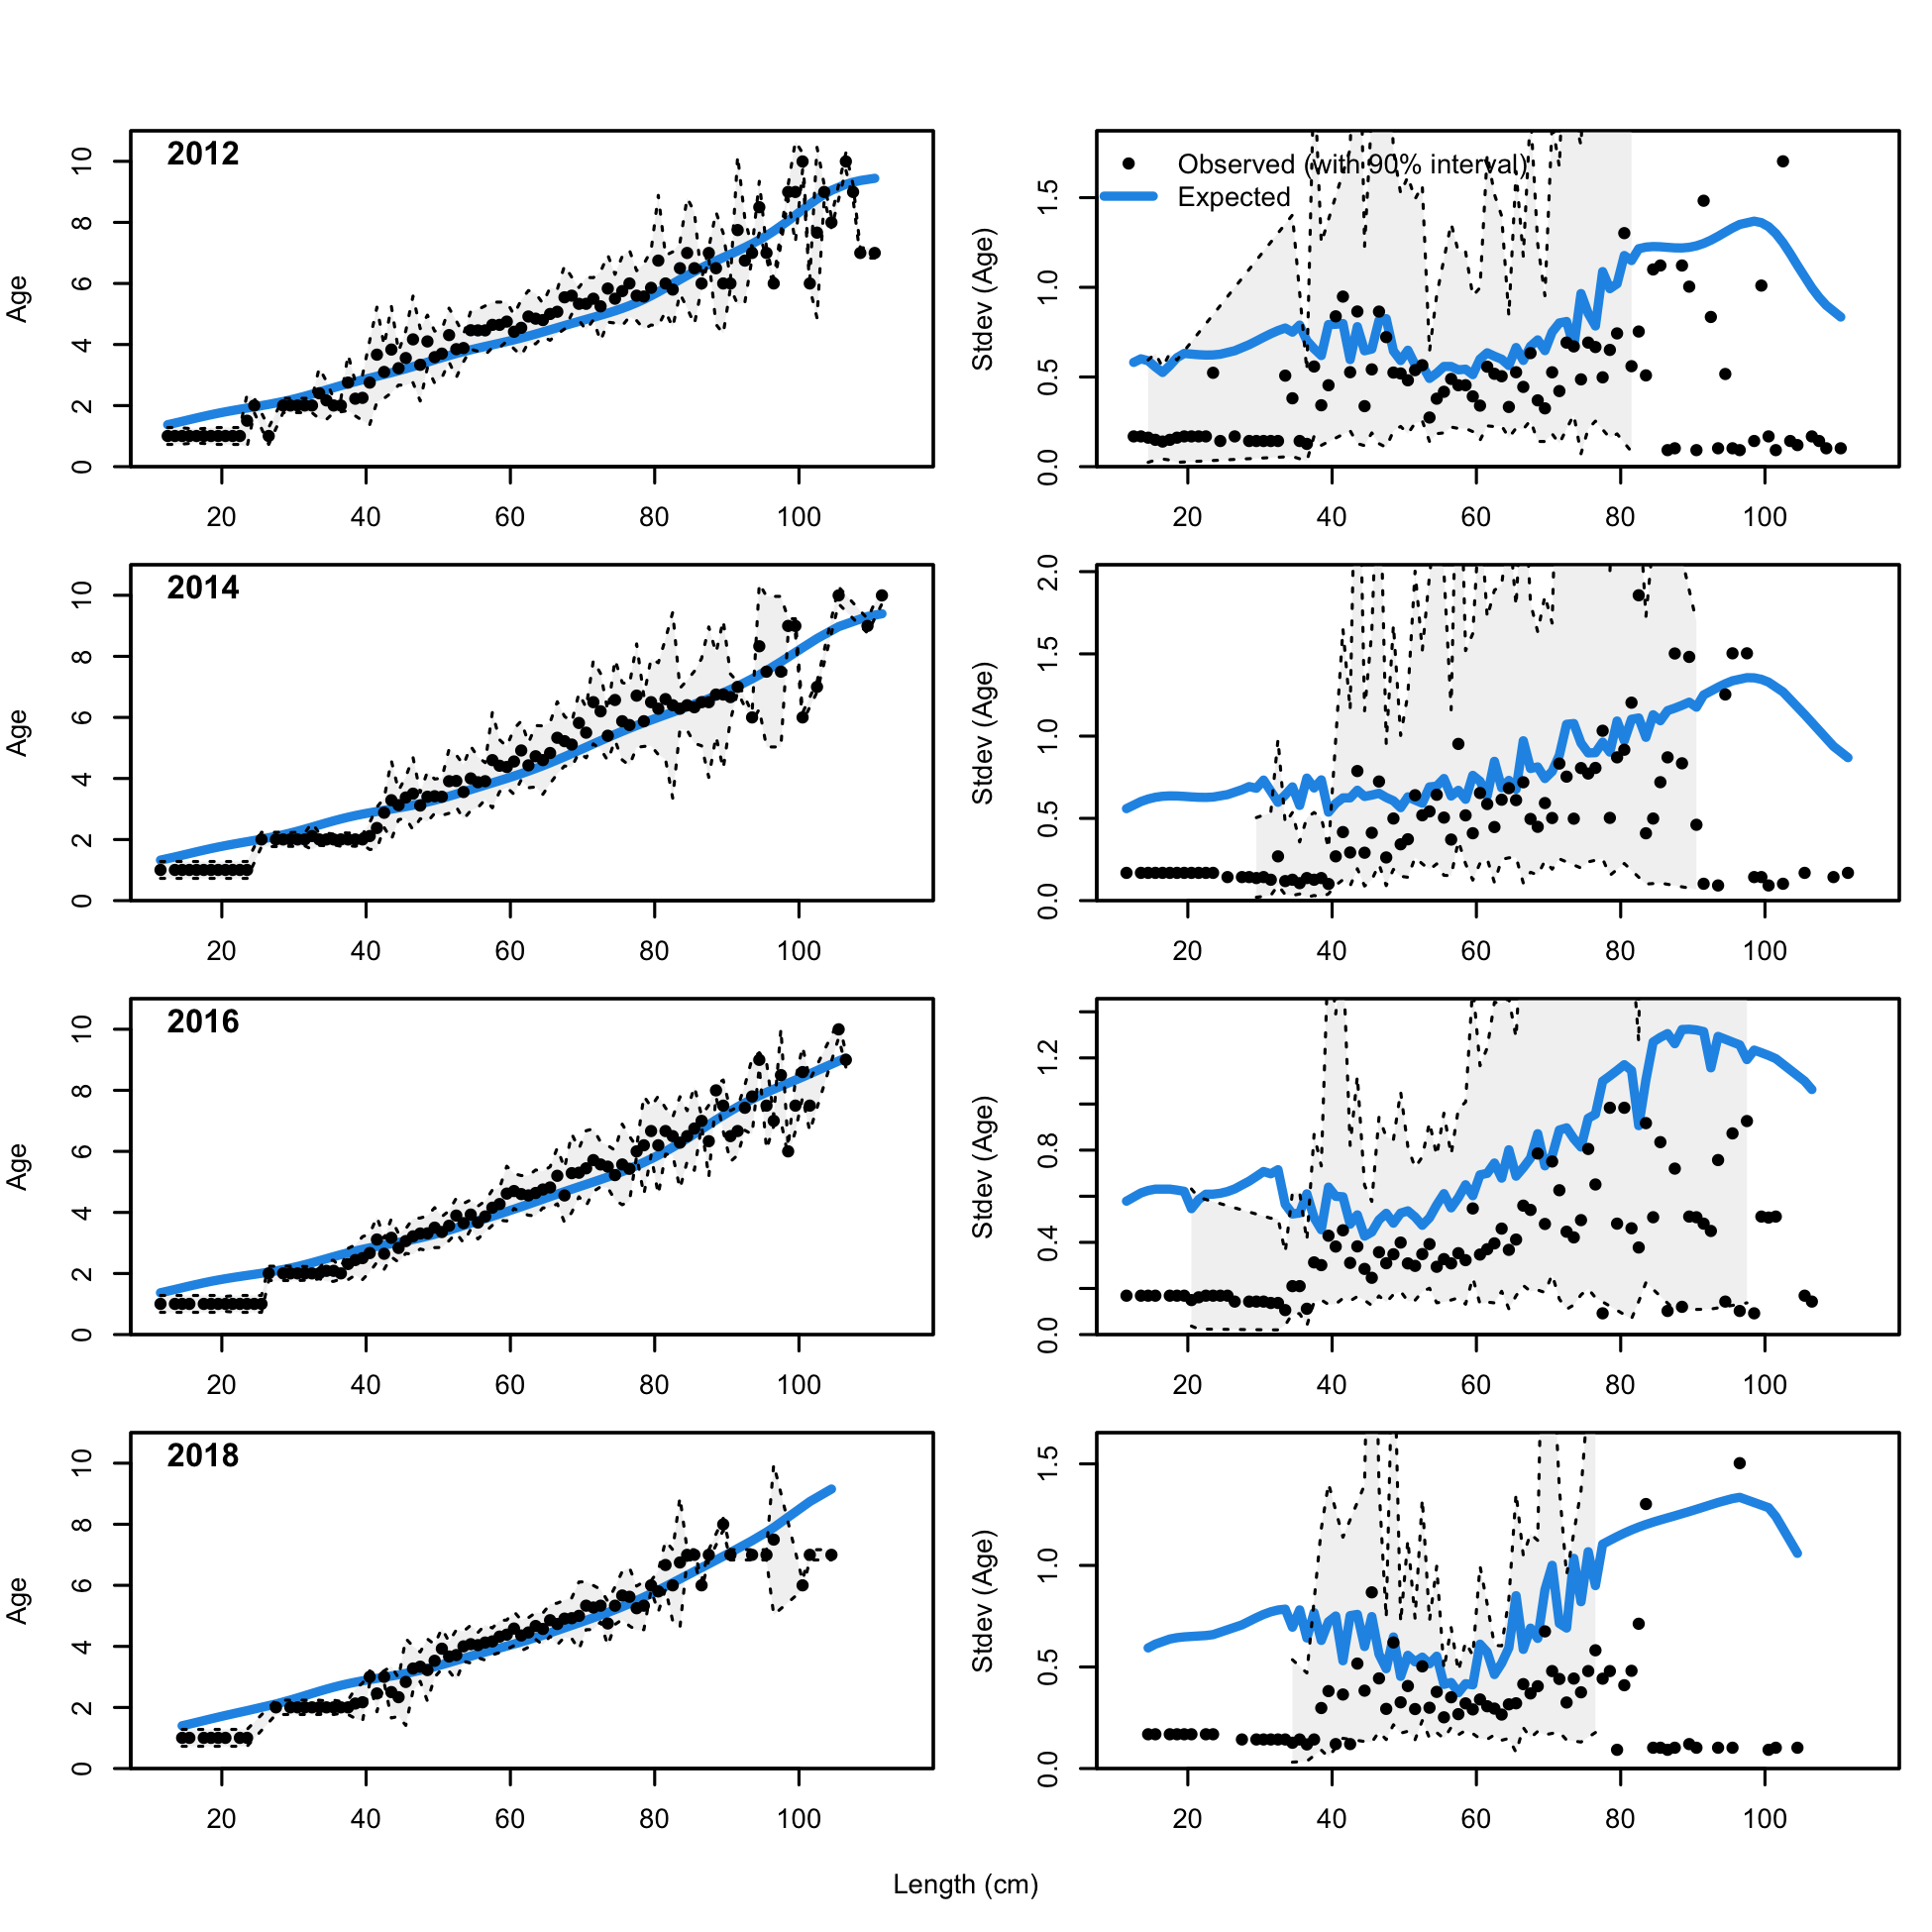 2012
Age
0 2 4 6 8 10
20 40 60 80 100
Observed (with 90% interval)
Expected
Stdev (Age)
0.0 0.5 1.0 1.5
20 40 60 80 100
2014
Age
0 2 4 6 8 10
20 40 60 80 100
Stdev (Age)
0.0 0.5 1.0 1.5 2.0
20 40 60 80 100
2016
Age
0 2 4 6 8 10
20 40 60 80 100
Stdev (Age)
0.0 0.4 0.8 1.2
20 40 60 80 100
2018
Age
0 2 4 6 8 10
20 40 60 80 100
Stdev (Age)
0.0 0.5 1.0 1.5
20 40 60 80 100
Length (cm)